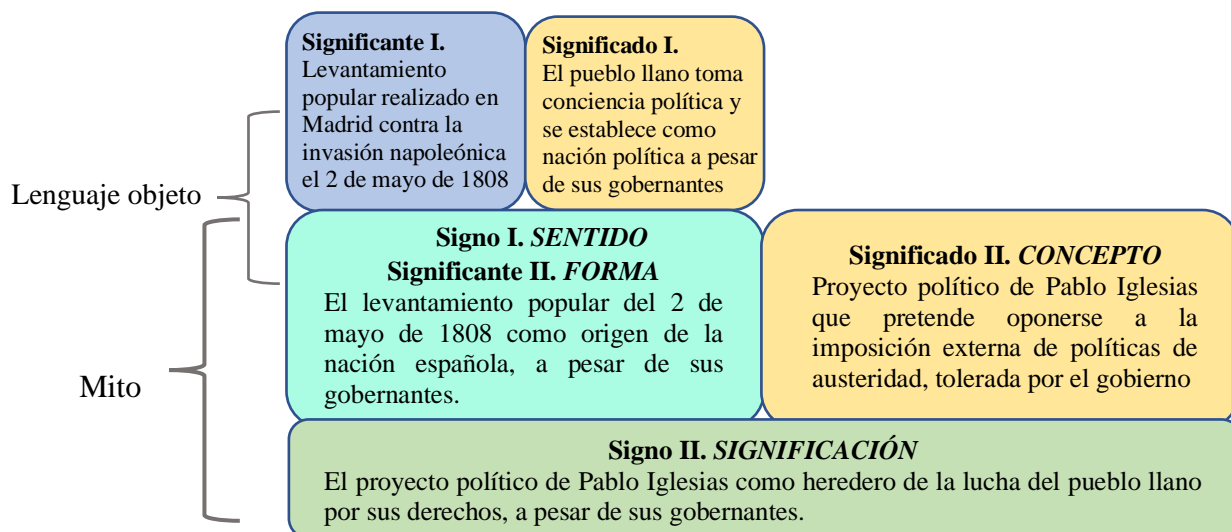 Significante I.
Levantamiento
popular realizado en
Madrid contra la
invasión napoleónica
el 2 de mayo de 1808
Significado I.
El pueblo llano toma
conciencia política y
se establece como
nación política a pesar
de sus gobernantes
Lenguaje objeto
Signo I. SENTIDO
Significante II. FORMA
El levantamiento popular del 2 de
mayo de 1808 como origen de la
nación española, a pesar de sus
gobernantes.
Significado II. CONCEPTO
Proyecto político de Pablo Iglesias
que pretende oponerse a la
imposición externa de políticas de
austeridad, tolerada por el gobierno
Mito
Signo II. SIGNIFICACIÓN
El proyecto político de Pablo Iglesias como heredero de la lucha del pueblo llano
por sus derechos, a pesar de sus gobernantes.